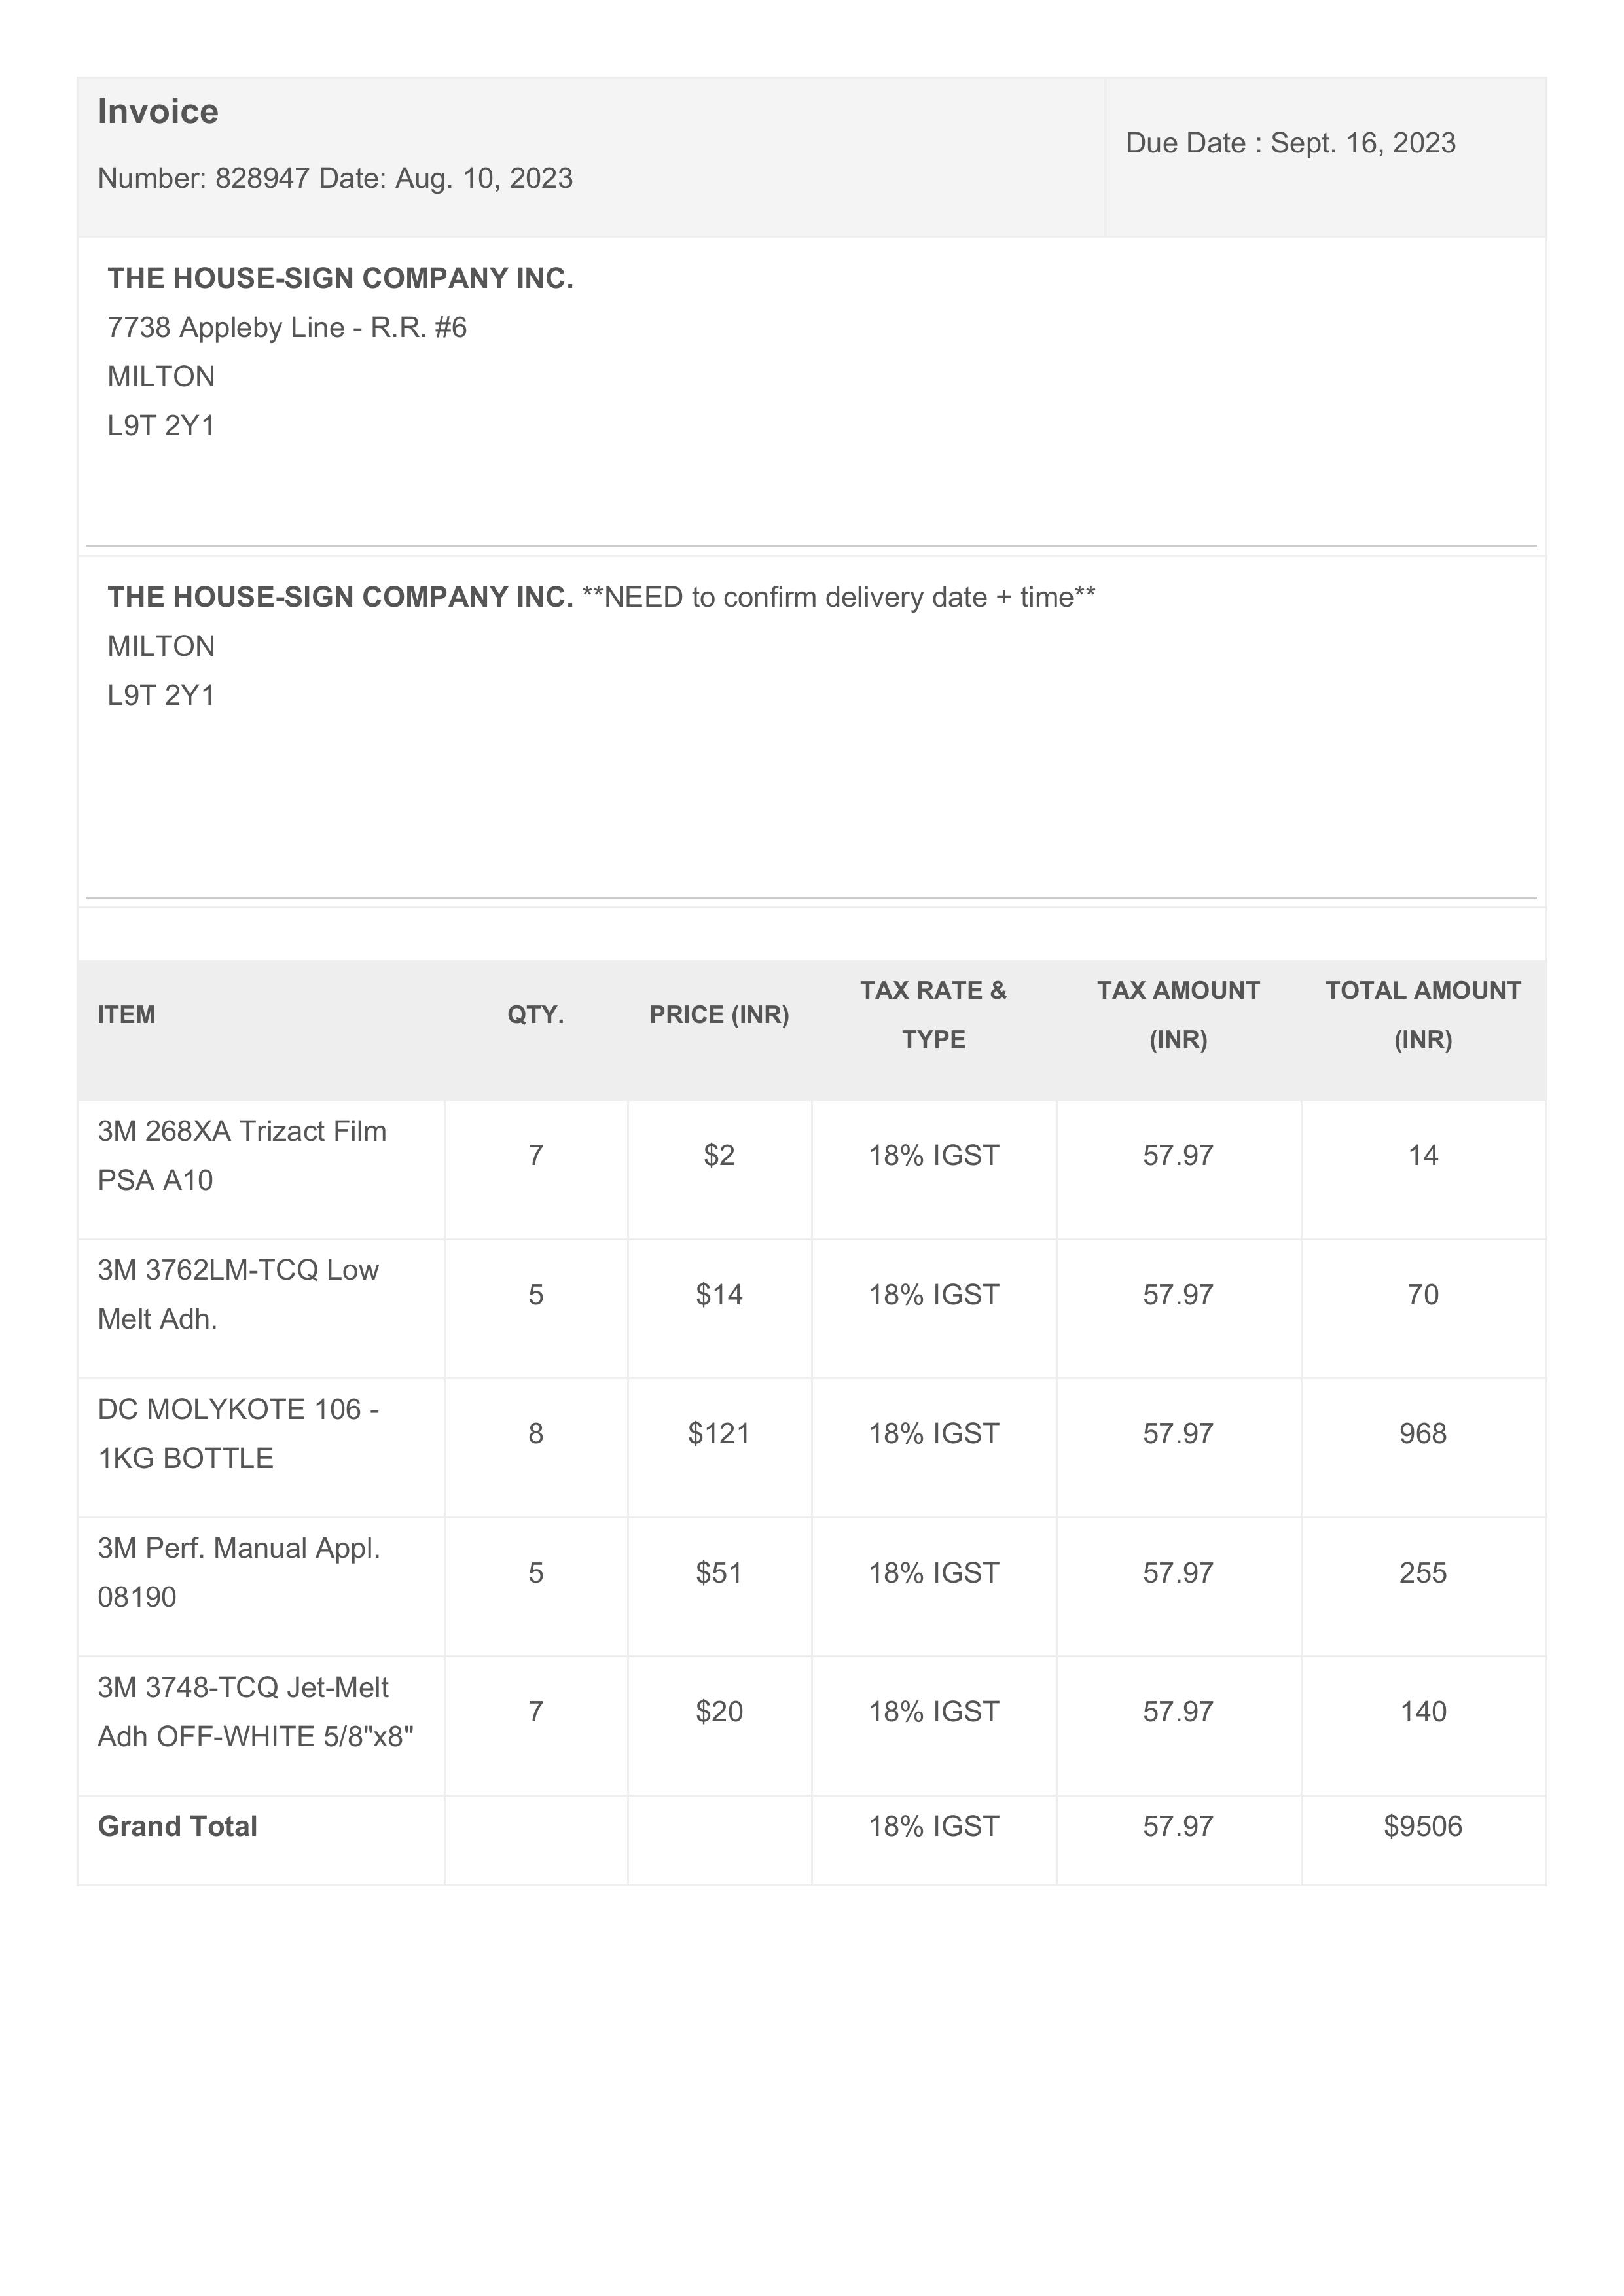 Invoice
Number: 828947 Date: Aug. 10, 2023
Due Date : Sept. 16, 2023
THE HOUSE-SIGN COMPANY INC.
7738 Appleby Line - R.R. #6
MILTON
L9T 2Y1
THE HOUSE-SIGN COMPANY INC. **NEED to confirm delivery date + time**
MILTON
L9T 2Y1
ITEM QTY. PRICE (INR) TAX RATE & TYPE TAX AMOUNT (INR) TOTAL AMOUNT (INR)
3M 268XA Trizact Film
PSA A10
7 $2 18% IGST 57.97 14
3M 3762LM-TCQ Low
Melt Adh.
5 $14 18% IGST 57.97 70
DC MOLYKOTE 106 -
1KG BOTTLE
8 $121 18% IGST 57.97 968
3M Perf. Manual Appl.
08190
5 $51 18% IGST 57.97 255
3M 3748-TCQ Jet-Melt
Adh OFF-WHITE 5/8"x8"
7 $20 18% IGST 57.97 140
Grand Total 18% IGST 57.97 $9506